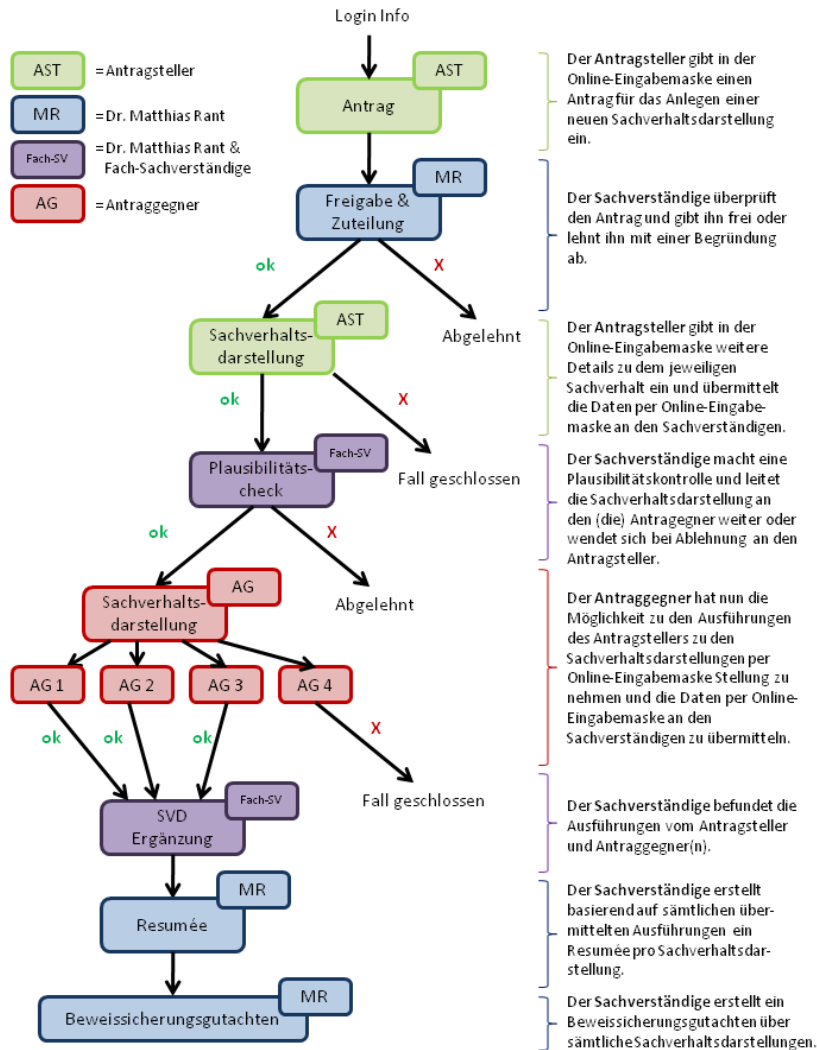 Login Info
AST
= Antragsteller
MR
= Dr. Matthias Rant
Fach-SV
= Dr. Matthias Rant &
Fach-Sachverständige
AG
= Antraggegner
AST
Antrag
Der Antragsteller gibt in der
Online-Eingabemaske einen
Antrag für das Anlegen einer
neuen Sachverhaltsdarstellung
ein.
MR
Freigabe &
Zuteilung
Der Sachverständige überprüft
den Antrag und gibt ihn frei oder
lehnt ihn mit einer Begründung
ab.
ok
X
Abgelehnt
AST
Sachverhalts-
darstellung
Der Antragsteller gibt in der
Online-Eingabemaske weitere
Details zu dem jeweiligen
Sachverhalt ein und übermittelt
die Daten per Online-Eingabe-
maske an den Sachverständigen.
ok
X
Fall geschlossen
Fach-SV
Plausibilitäts-
check
Der Sachverständige macht eine
Plausibilitätskontrolle und leitet
die Sachverhaltsdarstellung an
den (die) Antragegner weiter oder
wendet sich bei Ablehnung an den
Antragsteller.
ok
X
Abgelehnt
AG
Sachverhalts-
darstellung
Der Antraggegner hat nun die
Möglichkeit zu den Ausführungen
des Antragstellers zu den
Sachverhaltsdarstellungen per
Online-Eingabemaske Stellung zu
nehmen und die Daten per Online-
Eingabemaske an den
Sachverständigen zu übermitteln.
AG 1
AG 2
AG 3
AG 4
ok
ok
ok
X
Fall geschlossen
Fach-SV
SVD
Ergänzung
Der Sachverständige befundet die
Ausführungen vom Antragsteller
und Antraggegner(n).
MR
Resumée
Der Sachverständige erstellt
basierend auf sämtlichen über-
mittelten Ausführungen ein
Resumée pro Sachverhaltsdar-
stellung.
MR
Beweissicherungsgutachten
Der Sachverständige erstellt ein
Beweissicherungsgutachten über
sämtliche Sachverhaltsdarstellungen.